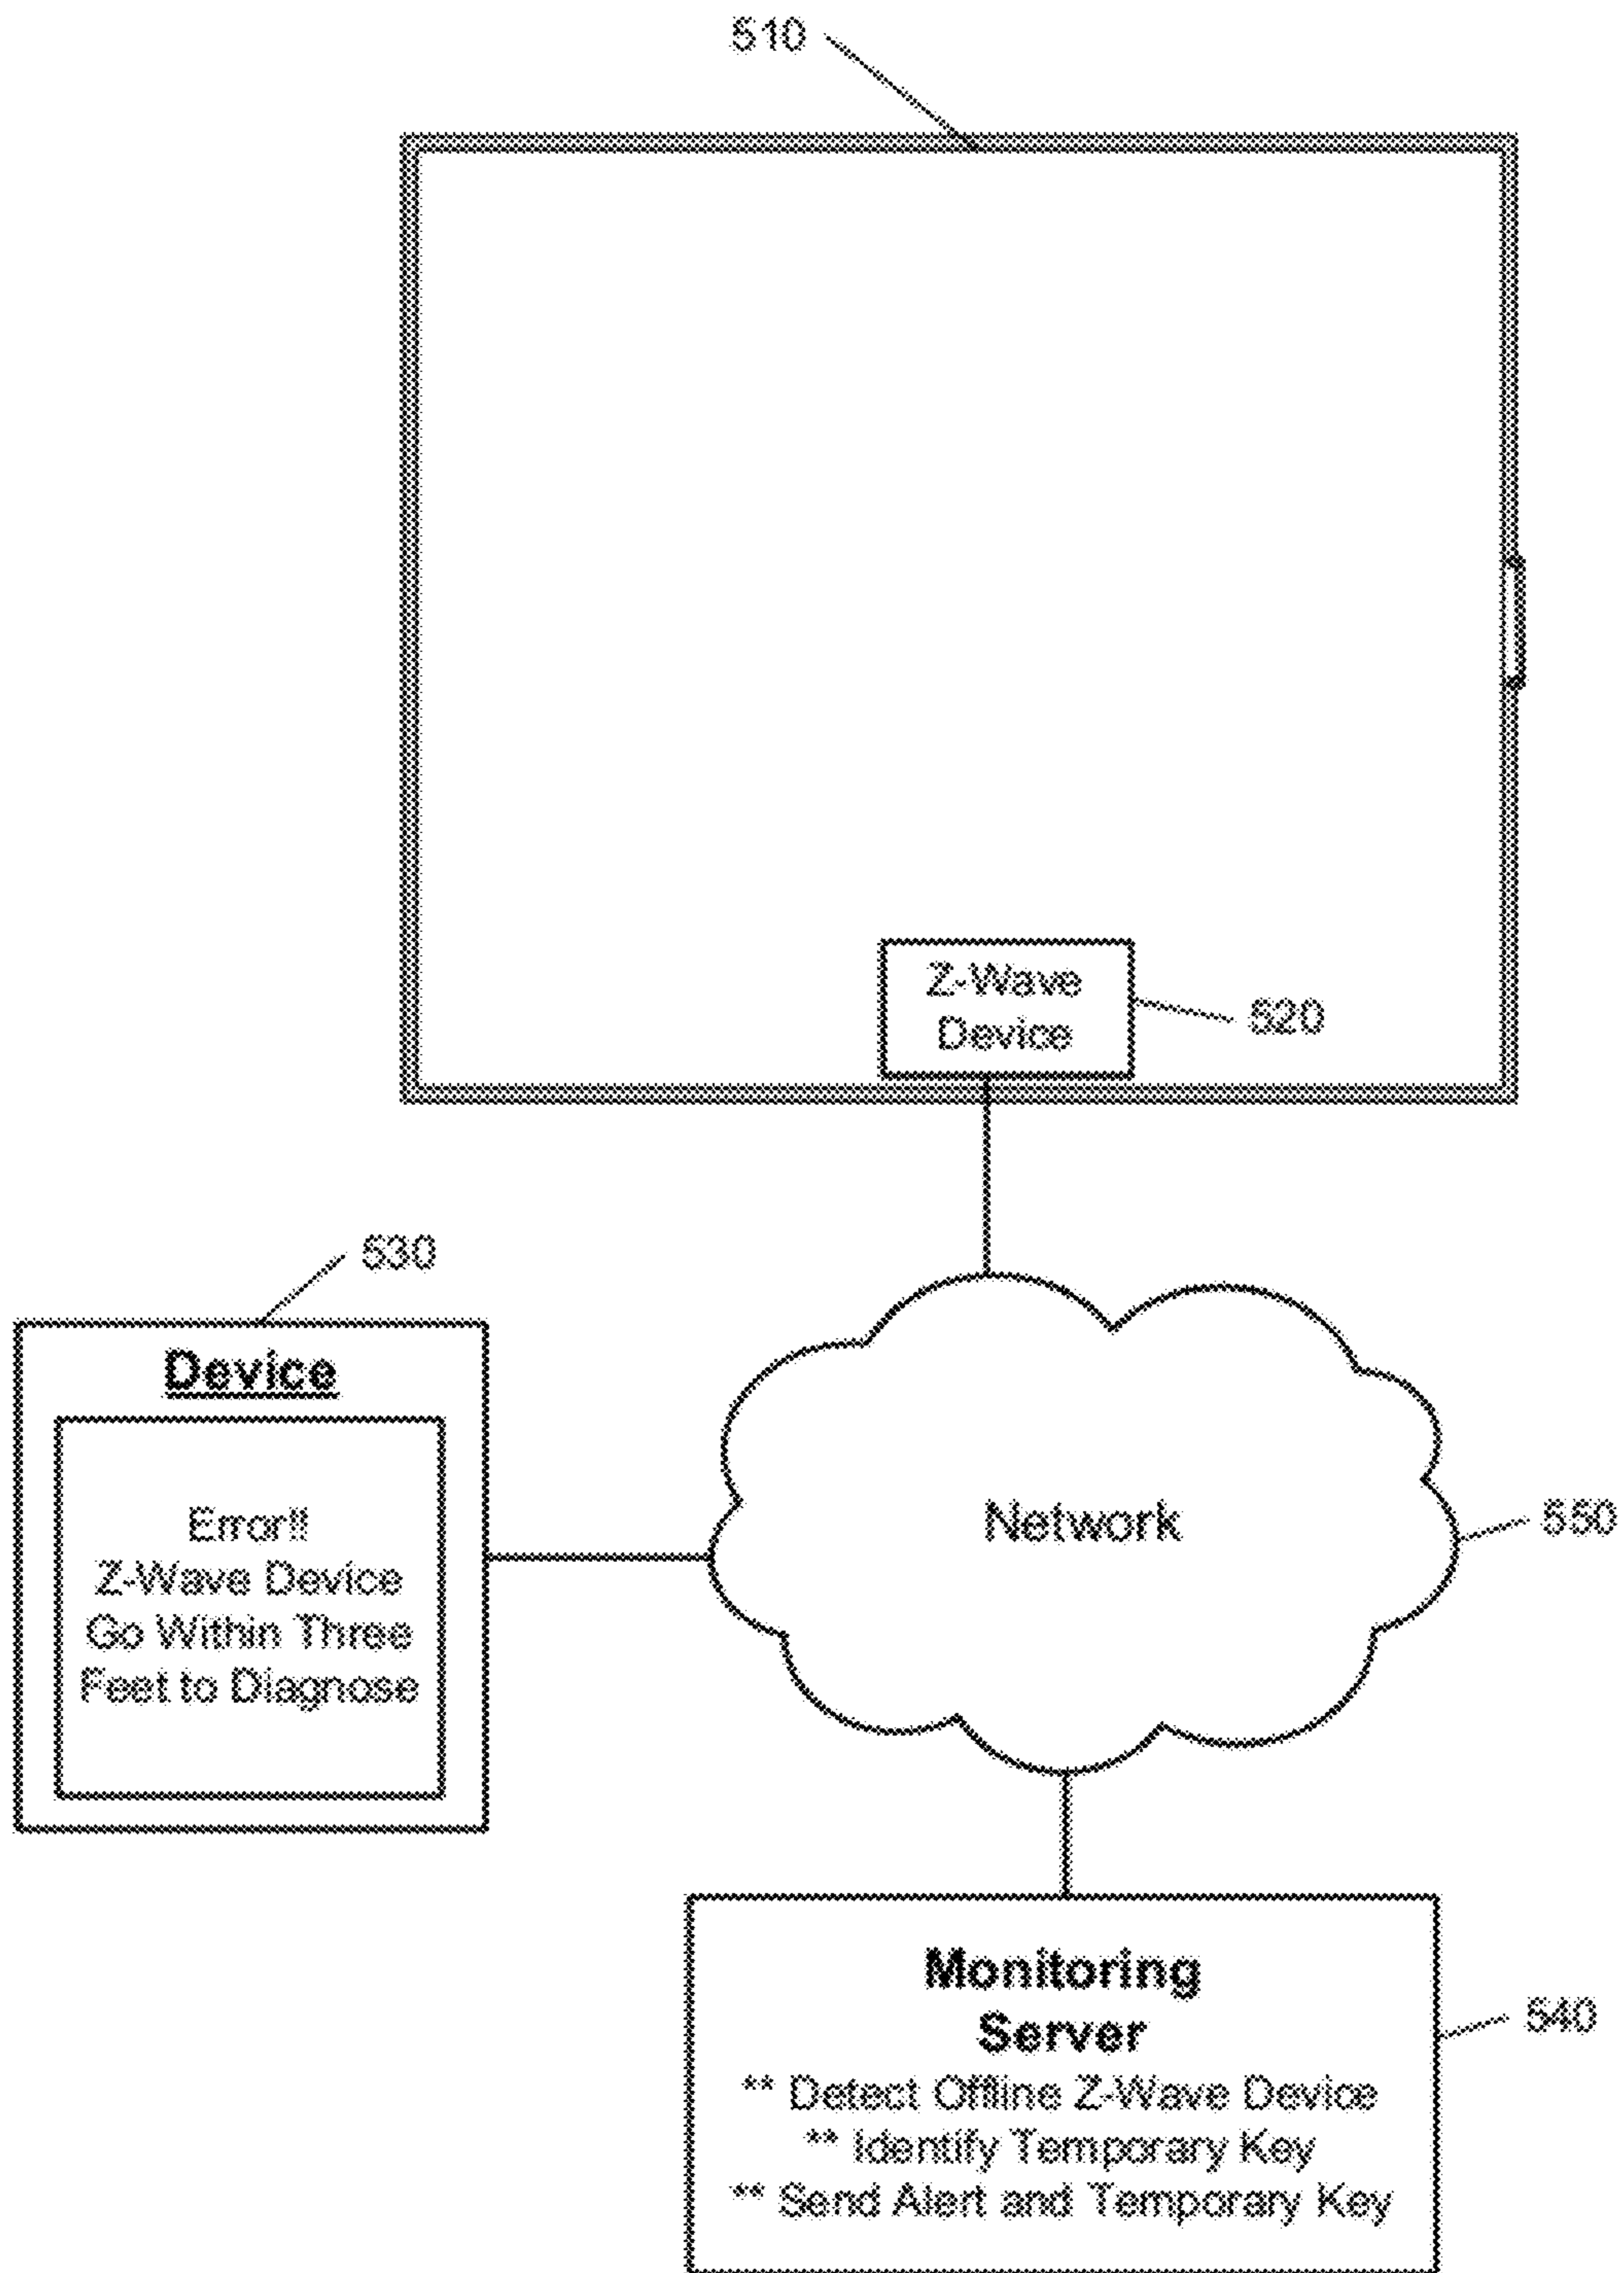 510
Z-Wave
Device
520
530
Device
Error!!
Z-Wave Device
Go Within Three
Feet to Diagnose
Network
550
Monitoring
Server
540
** Detect Offline Z-Wave Device
** Identify Temporary Key
** Send Alert and Temporary Key